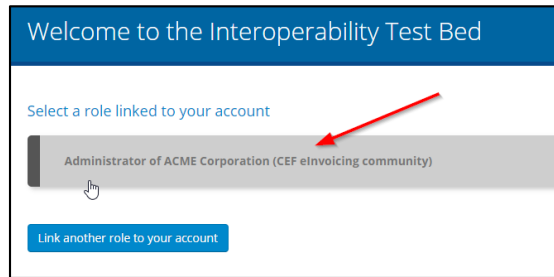 Welcome to the Interoperability Test Bed
Select a role linked to your account
Administrator of ACME Corporation (CEF eInvoicing community)
Link another role to your account